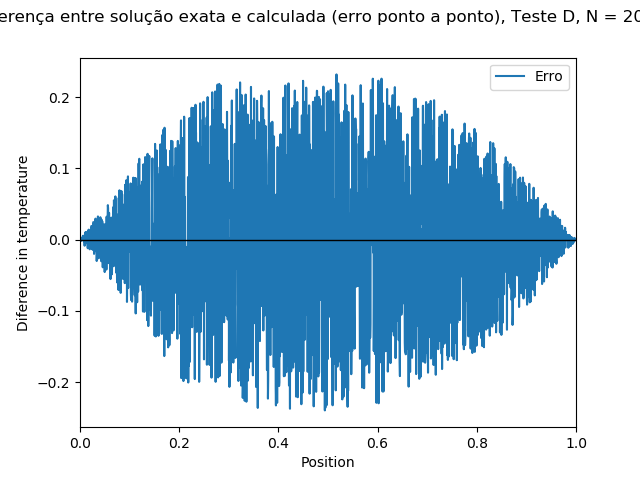 erença entre solução exata e calculada (erro ponto a ponto), Teste D, N = 20
Erro
0.2
0.1
0.0
−0.1
−0.2
Diference in temperature
0.0 0.2 0.4 0.6 0.8 1.0
Position